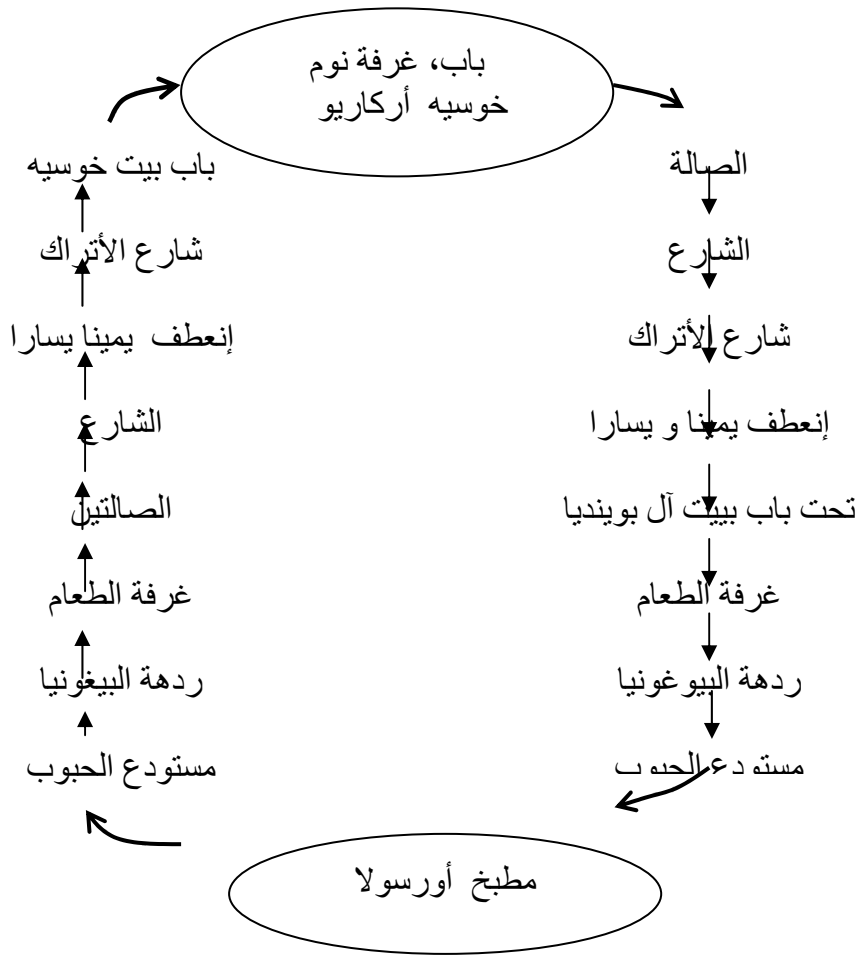 باب، غرفة نوم
خوسيه أركاريو
الصالة
الشارع
شارع الأتراك
إنعطف يمينا و يسارا
تحت باب بييت آل بوينديا
غرفة الطعام
ردهة البيوغونيا
مستودع الحبوب
مطبخ أورسولا
مستودع الحبوب
ردهة البيغونيا
غرفة الطعام
الصالتين
الشارع
إنعطف يمينا يسارا
شارع الأتراك
باب بيت خوسيه